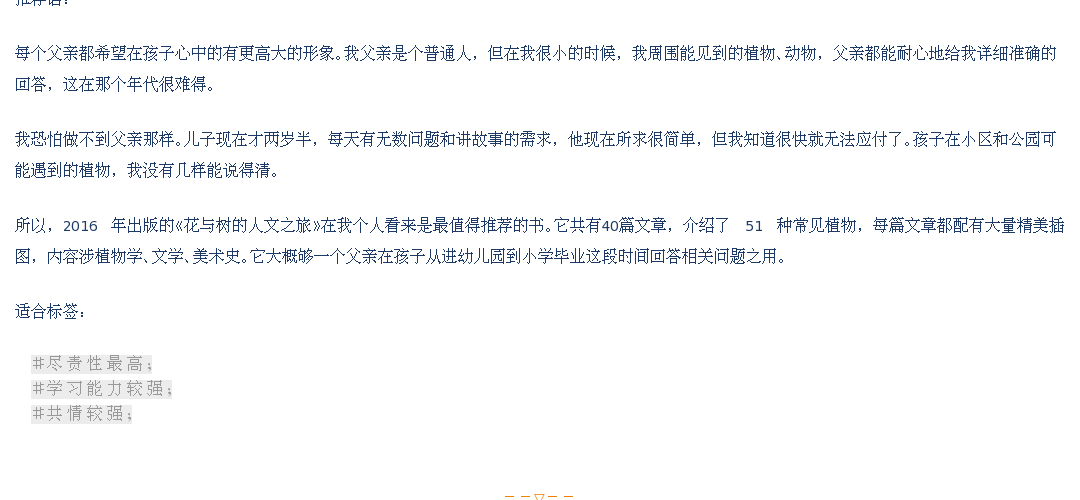 每个父亲都希望在孩子心中的有更高大的形象。我父亲是个普通人，但在我很小的时候，我周围能见到的植物、动物，父亲都能耐心地给我详细准确的
回答，这在那个年代很难得。
我恐怕做不到父亲那样。儿子现在才两岁半，每天有无数问题和讲故事的需求，他现在所求很简单，但我知道很快就无法应付了。孩子在小区和公园可
能遇到的植物，我没有几样能说得清。
所以，2016 年出版的《花与树的人文之旅》在我个人看来是最值得推荐的书。它共有40篇文章，介绍了 51 种常见植物，每篇文章都配有大量精美插
图，内容涉植物学、文学、美术史。它大概够一个父亲在孩子从进幼儿园到小学毕业这段时间回答相关问题之用。
适合标签：
#尽责性最高；
#学习能力较强；
#共情较强；